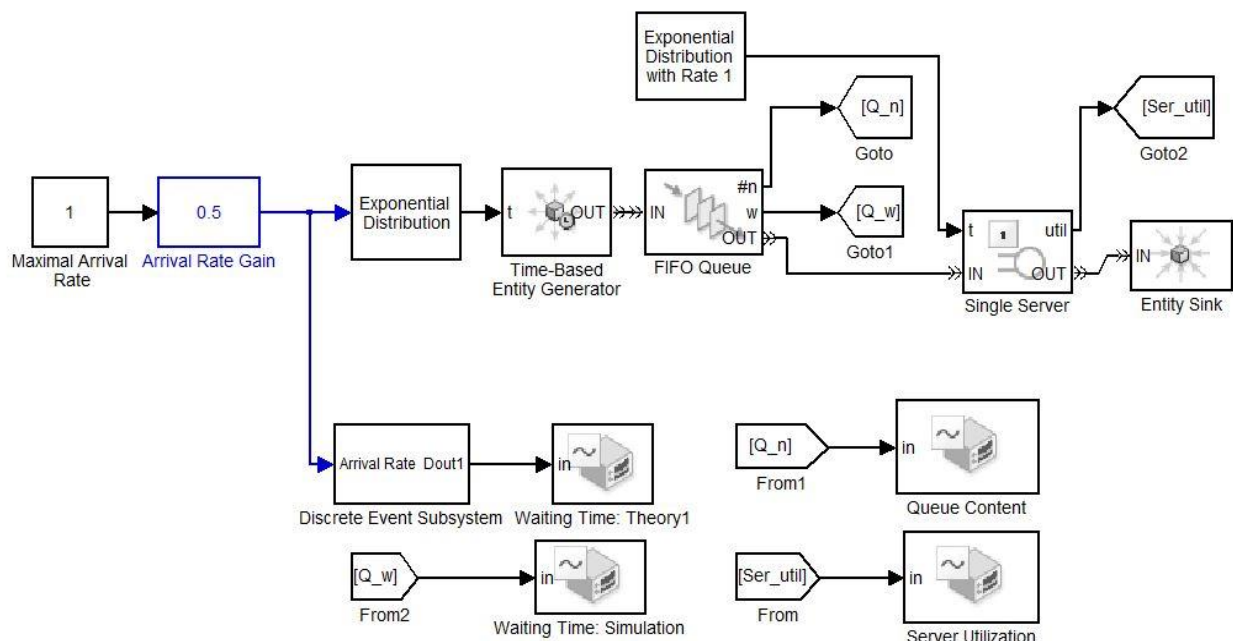 Exponential
Distribution
with Rate 1
[Q_n]
Goto
[Ser_util]
Goto2
1
Maximal Arrival
Rate
0.5
Arrival Rate Gain
Exponential
Distribution
t
OUT
Time-Based
Entity Generator
IN
#n
w
OUT
FIFO Queue
[Q_w]
Goto1
t
1
util
IN
OUT
Single Server
IN
Entity Sink
Arrival Rate Dout1
Discrete Event Subsystem
in
Waiting Time: Theory1
[Q_n]
From1
in
Queue Content
[Q_w]
From2
in
Waiting Time: Simulation
[Ser_util]
From
in
Server Utilization